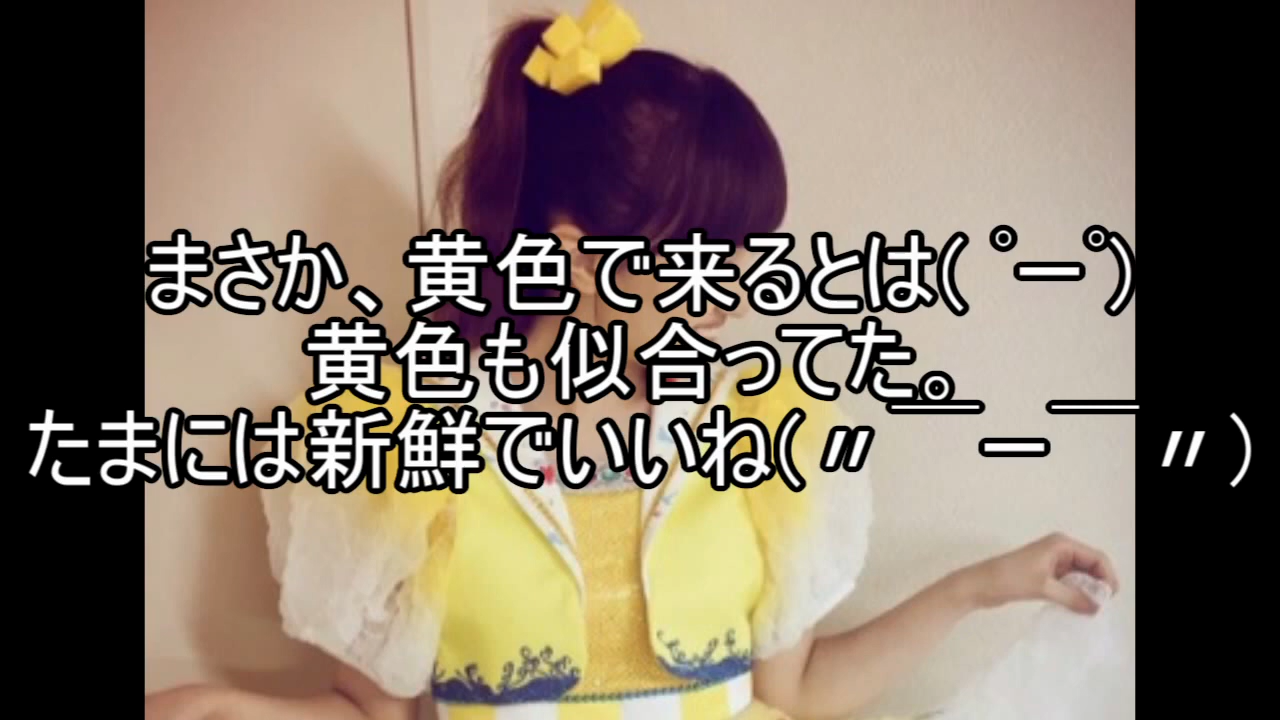 まさか、黄色で来るとは( ﾟーﾟ)
黄色も似合ってた。
たまには新鮮でいいね(〃￣ー￣〃)